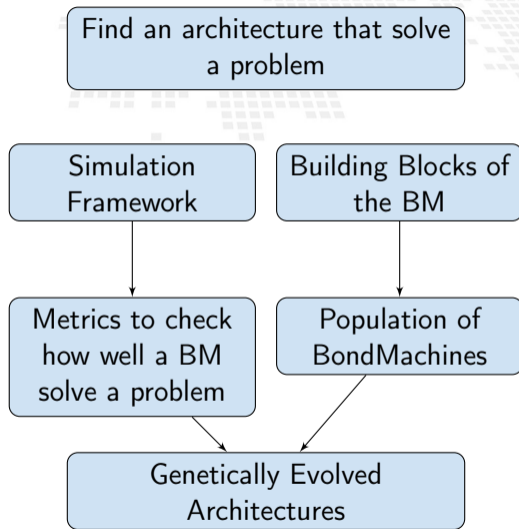 Find an architecture that solve
a problem
Simulation
Framework
Building Blocks of
the BM
Metrics to check
how well a BM
solve a problem
Population of
BondMachines
Genetically Evolved
Architectures